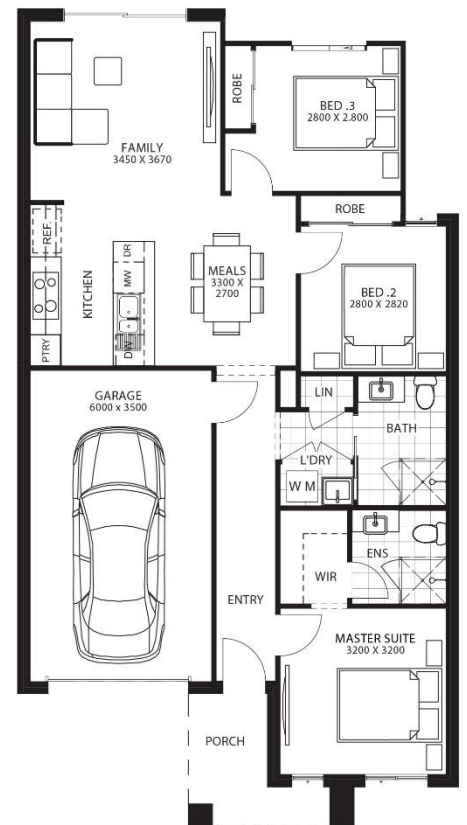 ROBE
BED .3
2800 X 2.800
FAMILY
3450 X 3670
ROBE
REF.
KITCHEN
DR
MW
DW
MEALS
3300 X
2700
BED .2
2800 X 2820
PTRY
GARAGE
6000 x 3500
LIN
BATH
L'DRY
W M
ENS
WIR
ENTRY
MASTER SUITE
3200 X 3200
PORCH